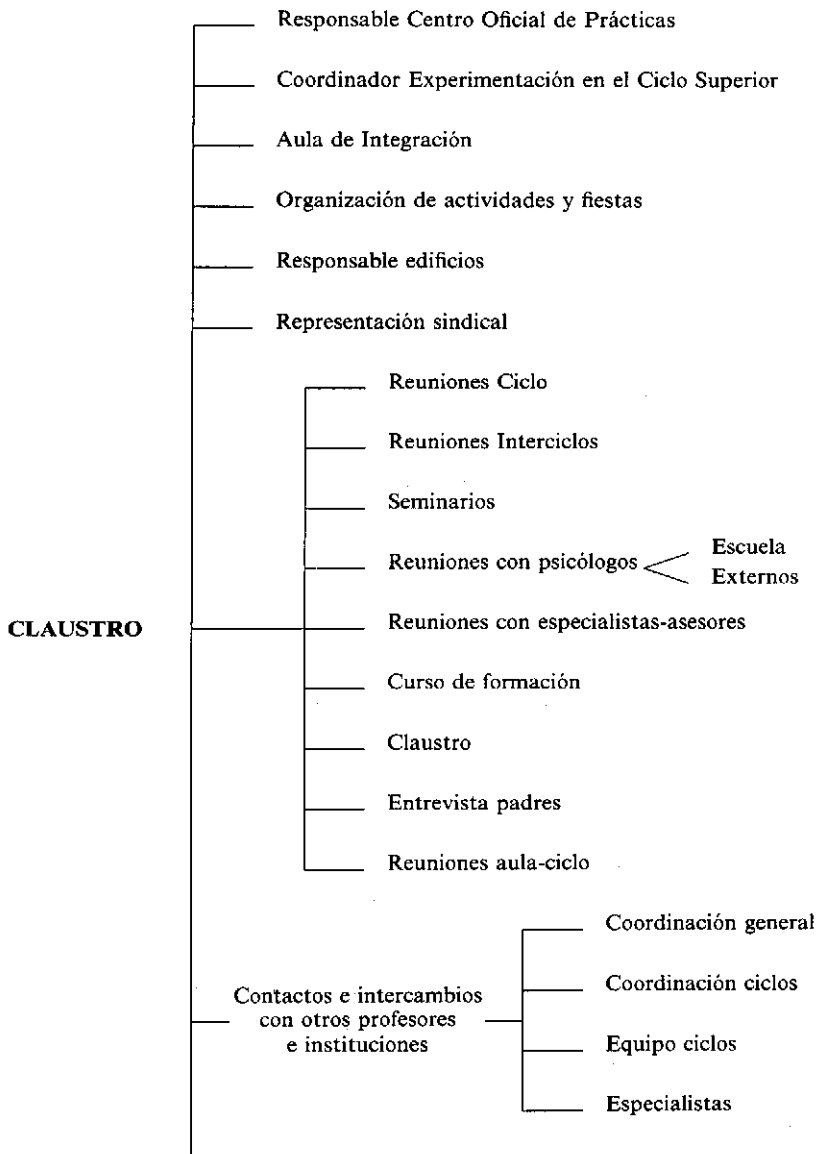 Responsable Centro Oficial de Prácticas
Coordinador Experimentación en el Ciclo Superior
Aula de Integración
Organización de actividades y fiestas
Responsable edificios
Representación sindical
Reuniones Ciclo
Reuniones Interciclos
Seminarios
Reuniones con psicólogos
Escuela
Externos
CLAUSTRO
Reuniones con especialistas-asesores
Curso de formación
Claustro
Entrevista padres
Reuniones aula-ciclo
Contactos e intercambios
con otros profesores
e instituciones
Coordinación general
Coordinación ciclos
Equipo ciclos
Especialistas